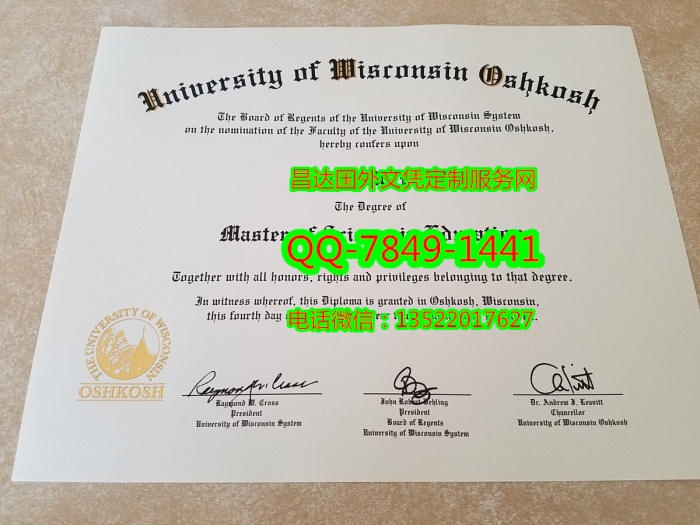 University of Wisconsin Oshkosh
The Board of Regents of the University of Wisconsin System
on the nomination of the Faculty of the University of Wisconsin Oshkosh,
hereby confers upon
昌达国外文凭定制服务网
The Degree of
Master of Science in Education
QQ-7849-1441
Together with all honors, rights and privileges belonging to that degree.
In witness whereof, this Diploma is granted in Oshkosh, Wisconsin,
this fourth day
电话微信：13522017627
THE UNIVERSITY OF WISCONSIN
OSHKOSH
Raymond W. Cross
President
University of Wisconsin System
John Robert Behling
President
Board of Regents
University of Wisconsin System
Dr. Andrew J. Leavitt
Chancellor
University of Wisconsin Oshkosh